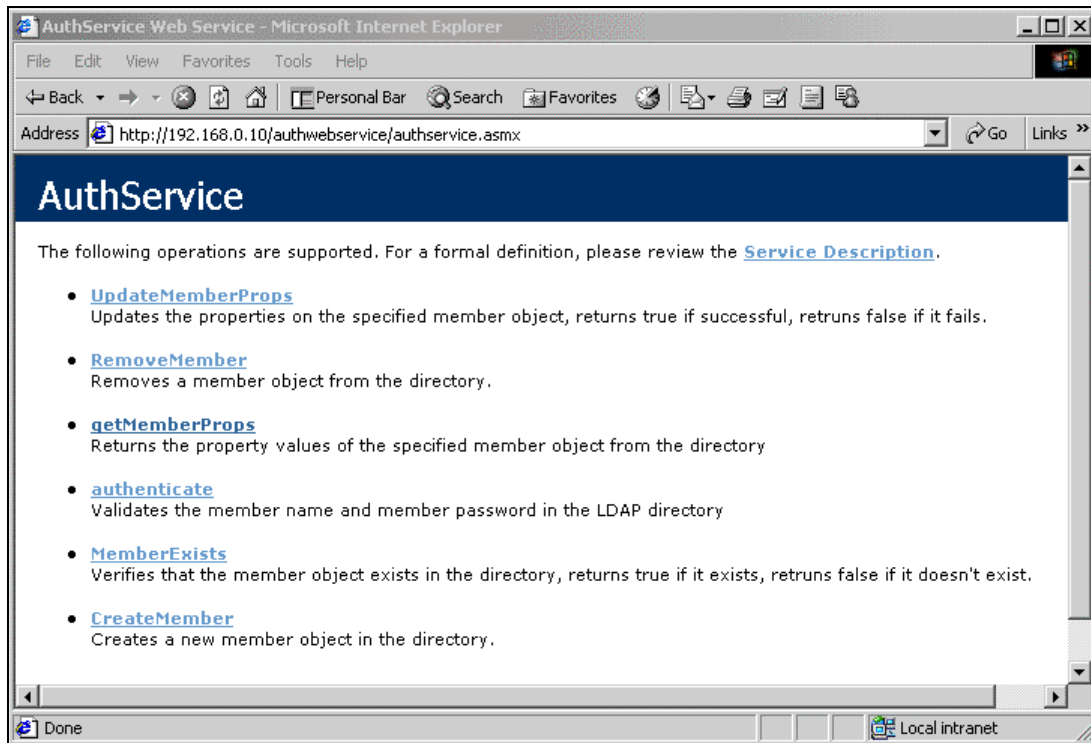 AuthService Web Service - Microsoft Internet Explorer
File Edit View Favorites Tools Help
Back Personal Bar Search Favorites
Address http://192.168.0.10/authwebservice/authservice.asmx Go Links »
AuthService
The following operations are supported. For a formal definition, please review the Service Description.
UpdateMemberProps
Updates the properties on the specified member object, returns true if successful, retruns false if it fails.
RemoveMember
Removes a member object from the directory.
getMemberProps
Returns the property values of the specified member object from the directory
authenticate
Validates the member name and member password in the LDAP directory
MemberExists
Verifies that the member object exists in the directory, returns true if it exists, retruns false if it doesn't exist.
CreateMember
Creates a new member object in the directory.
Done Local intranet